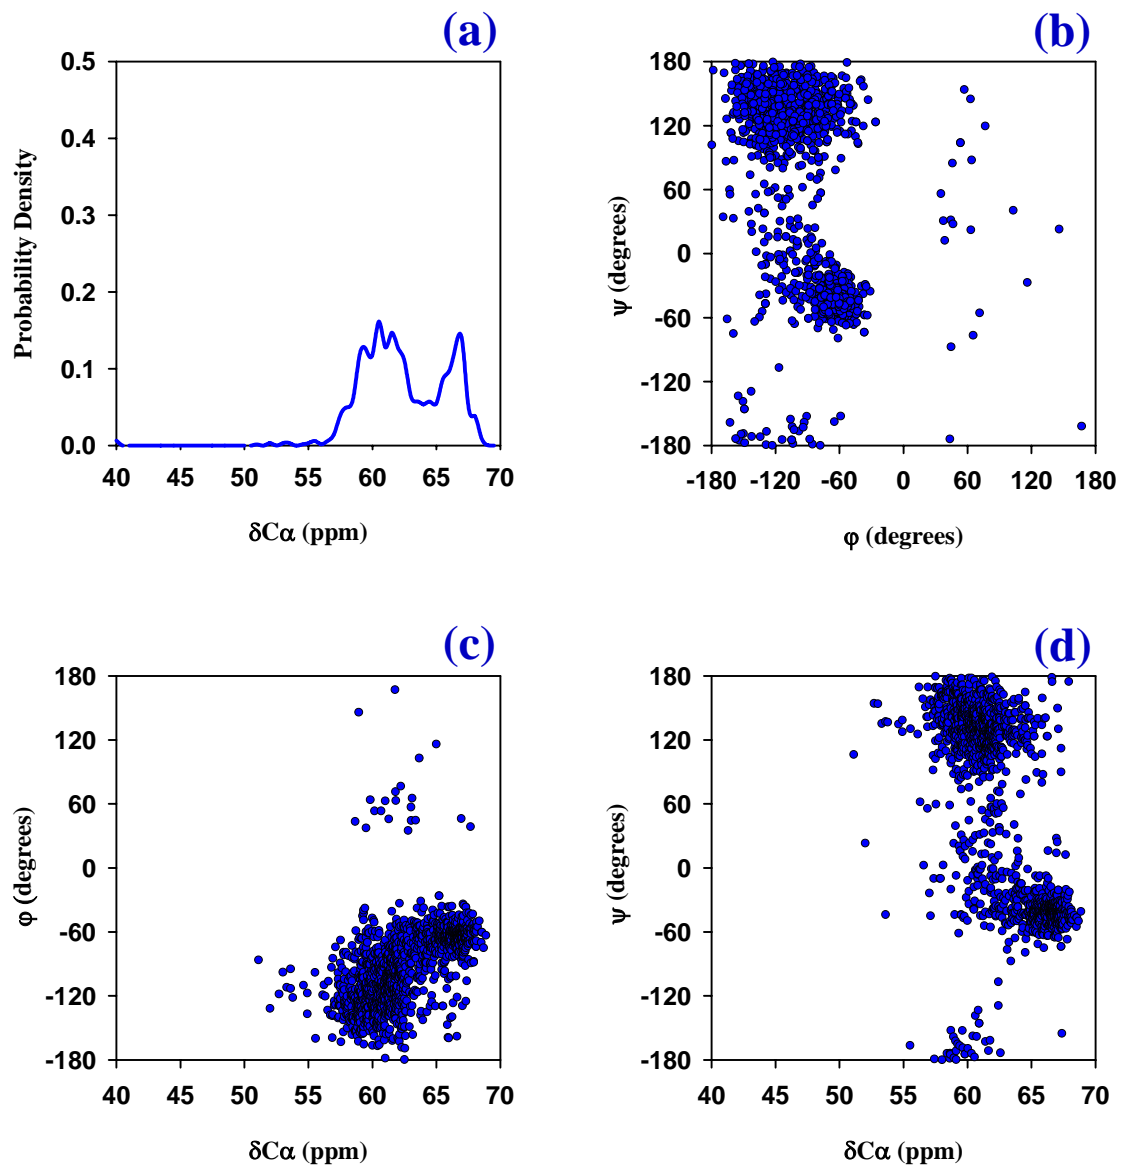 (a)
0.5
0.4
0.3
0.2
0.1
0.0
Probability Density
40 45 50 55 60 65 70
δCα (ppm)
(b)
180
120
60
0
-60
-120
-180
ψ (degrees)
-180 -120 -60 0 60 120 180
φ (degrees)
(c)
180
120
60
0
-60
-120
-180
φ (degrees)
40 45 50 55 60 65 70
δCα (ppm)
(d)
180
120
60
0
-60
-120
-180
ψ (degrees)
40 45 50 55 60 65 70
δCα (ppm)